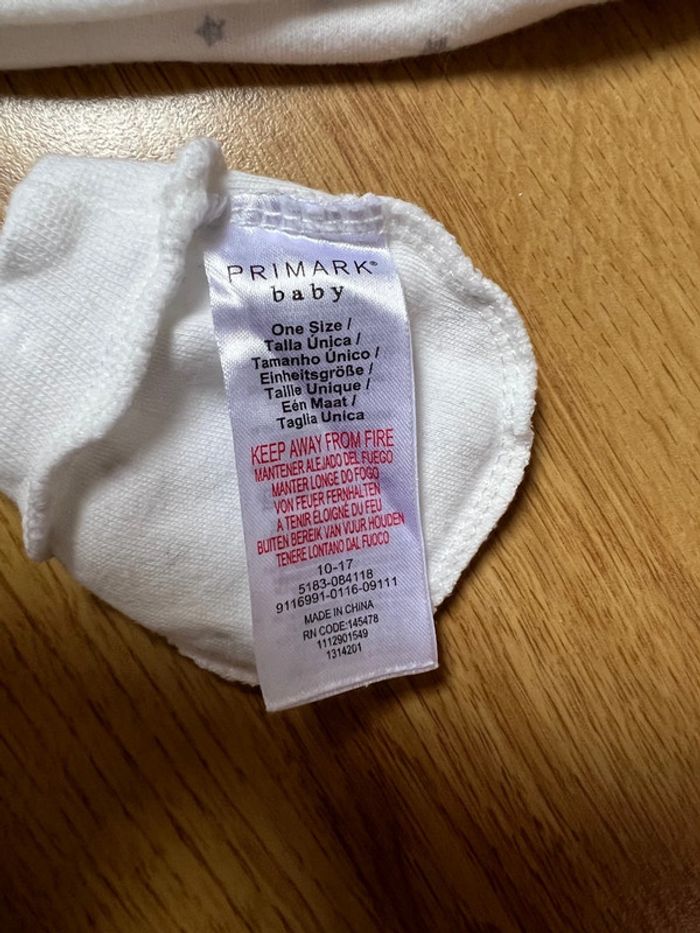 PRIMARK®
baby
One Size /
Talla Única /
Tamanho Único /
Einheitsgröße /
Taille Unique /
Eén Maat /
Taglia Unica
KEEP AWAY FROM FIRE
MANTENER ALEJADO DEL FUEGO
MANTER LONGE DO FOGO
VON FEUER FERNHALTEN
A TENIR ÉLOIGNÉ DU FEU
BUITEN BEREIK VAN VUUR HOUDEN
TENERE LONTANO DAL FUOCO
10-17
5183-084118
9116991-0116-09111
MADE IN CHINA
RN CODE:145478
1112901549
1314201